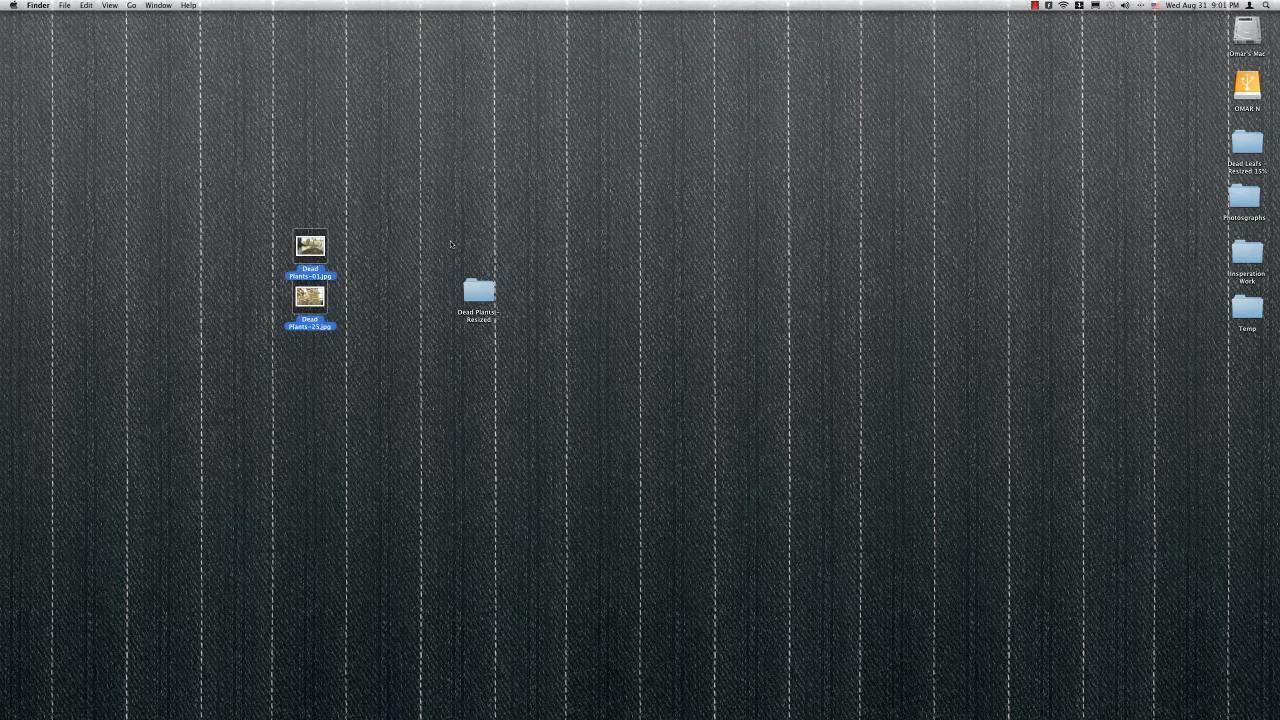 Finder File Edit View Go Window Help
Wed Aug 31 9:01 PM
Omar's Mac
OMAR N
Dead Leafs -
Resized 15%
Photosgraphs
Insperation
Work
Temp
Dead
Plants-01.jpg
Dead
Plants-25.jpg
Dead Plants -
Resized